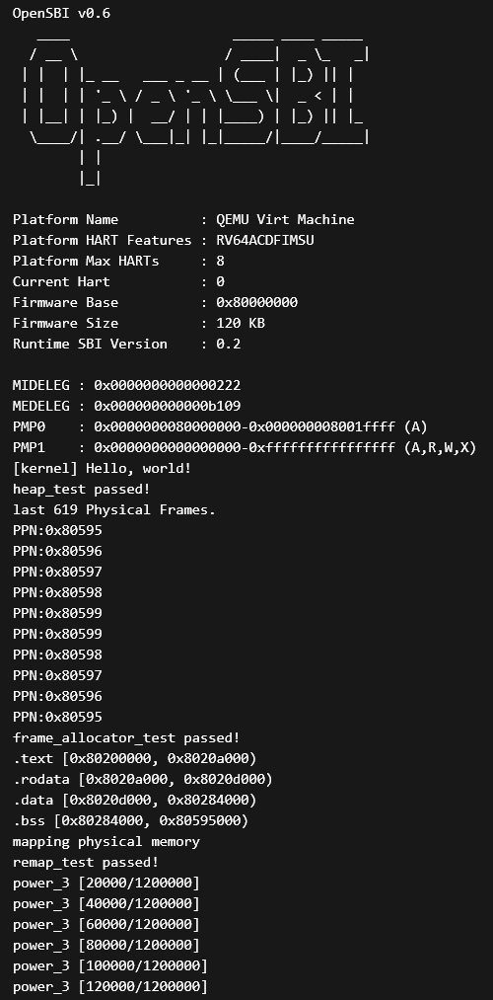 OpenSBI v0.6
   ____                    _____ ____ _____
  / __ \                  / ____|  _ \_   _|
 | |  | |_ __   ___ _ __ | (___ | |_) || |
 | |  | | '_ \ / _ \ '_ \ \___ \|  _ < | |
 | |__| | |_) |  __/ | | |____) | |_) || |_
  \____/| .__/ \___|_| |_|_____/|____/_____|
        | |
        |_|

Platform Name          : QEMU Virt Machine
Platform HART Features : RV64ACDFIMSU
Platform Max HARTs     : 8
Current Hart           : 0
Firmware Base          : 0x80000000
Firmware Size          : 120 KB
Runtime SBI Version    : 0.2

MIDELEG : 0x0000000000000222
MEDELEG : 0x000000000000b109
PMP0    : 0x0000000080000000-0x000000008001ffff (A)
PMP1    : 0x0000000000000000-0xffffffffffffffff (A,R,W,X)
[kernel] Hello, world!
heap_test passed!
last 619 Physical Frames.
PPN:0x80595
PPN:0x80596
PPN:0x80597
PPN:0x80598
PPN:0x80599
PPN:0x80599
PPN:0x80598
PPN:0x80597
PPN:0x80596
PPN:0x80595
frame_allocator_test passed!
.text [0x80200000, 0x8020a000)
.rodata [0x8020a000, 0x8020d000)
.data [0x8020d000, 0x80284000)
.bss [0x80284000, 0x80595000)
mapping physical memory
remap_test passed!
power_3 [20000/1200000]
power_3 [40000/1200000]
power_3 [60000/1200000]
power_3 [80000/1200000]
power_3 [100000/1200000]
power_3 [120000/1200000]